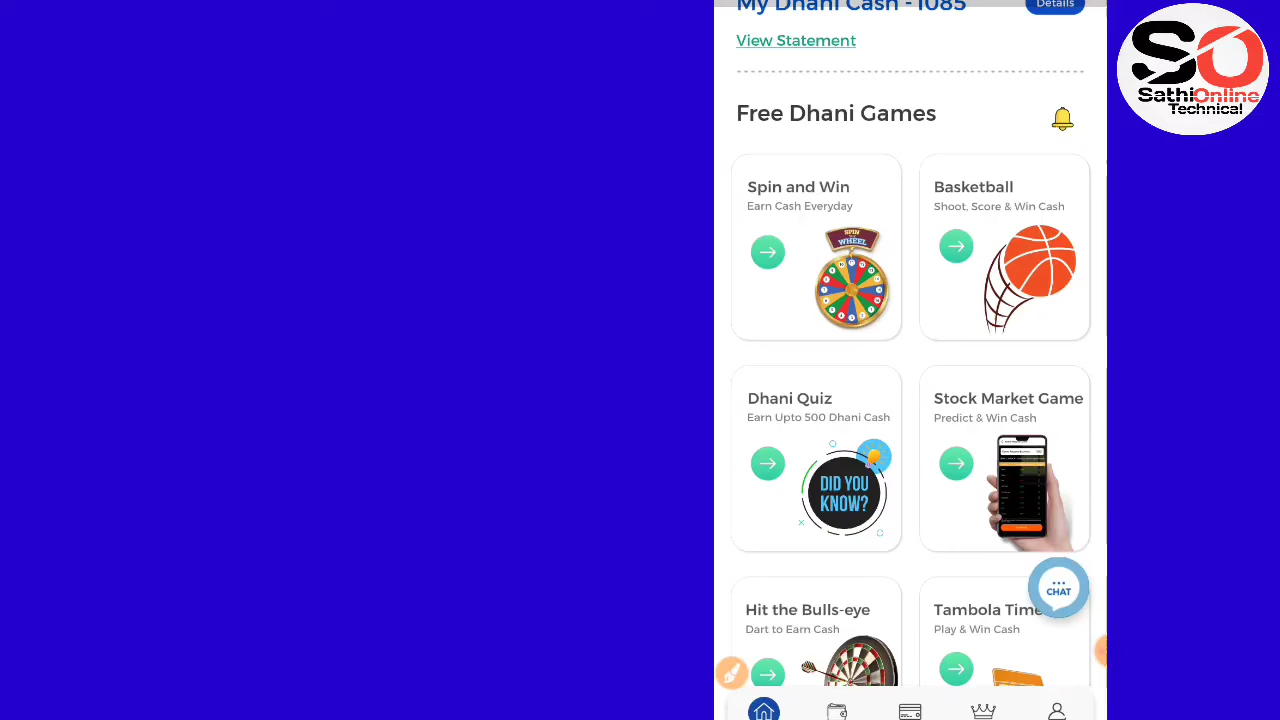 My Dhani Cash - 1085
Details
View Statement
Free Dhani Games
Spin and Win
Earn Cash Everyday
SPIN
WHEEL
Basketball
Shoot, Score & Win Cash
Dhani Quiz
Earn Upto 500 Dhani Cash
DID YOU
KNOW?
Stock Market Game
Predict & Win Cash
Hit the Bulls-eye
Dart to Earn Cash
Tambola Time
Play & Win Cash
CHAT
SO
SathiOnline
Technical